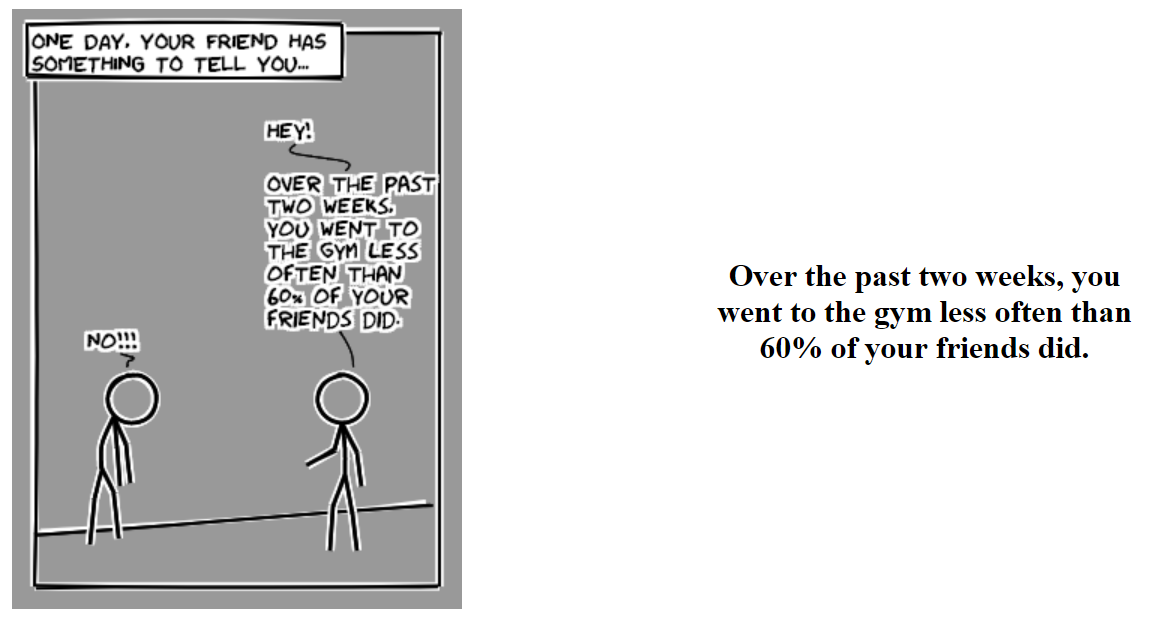 ONE DAY, YOUR FRIEND HAS
SOMETHING TO TELL YOU...
HEY!
OVER THE PAST
TWO WEEKS,
YOU WENT TO
THE GYM LESS
OFTEN THAN
60% OF YOUR
FRIENDS DID.
NO!!!
Over the past two weeks, you
went to the gym less often than
60% of your friends did.